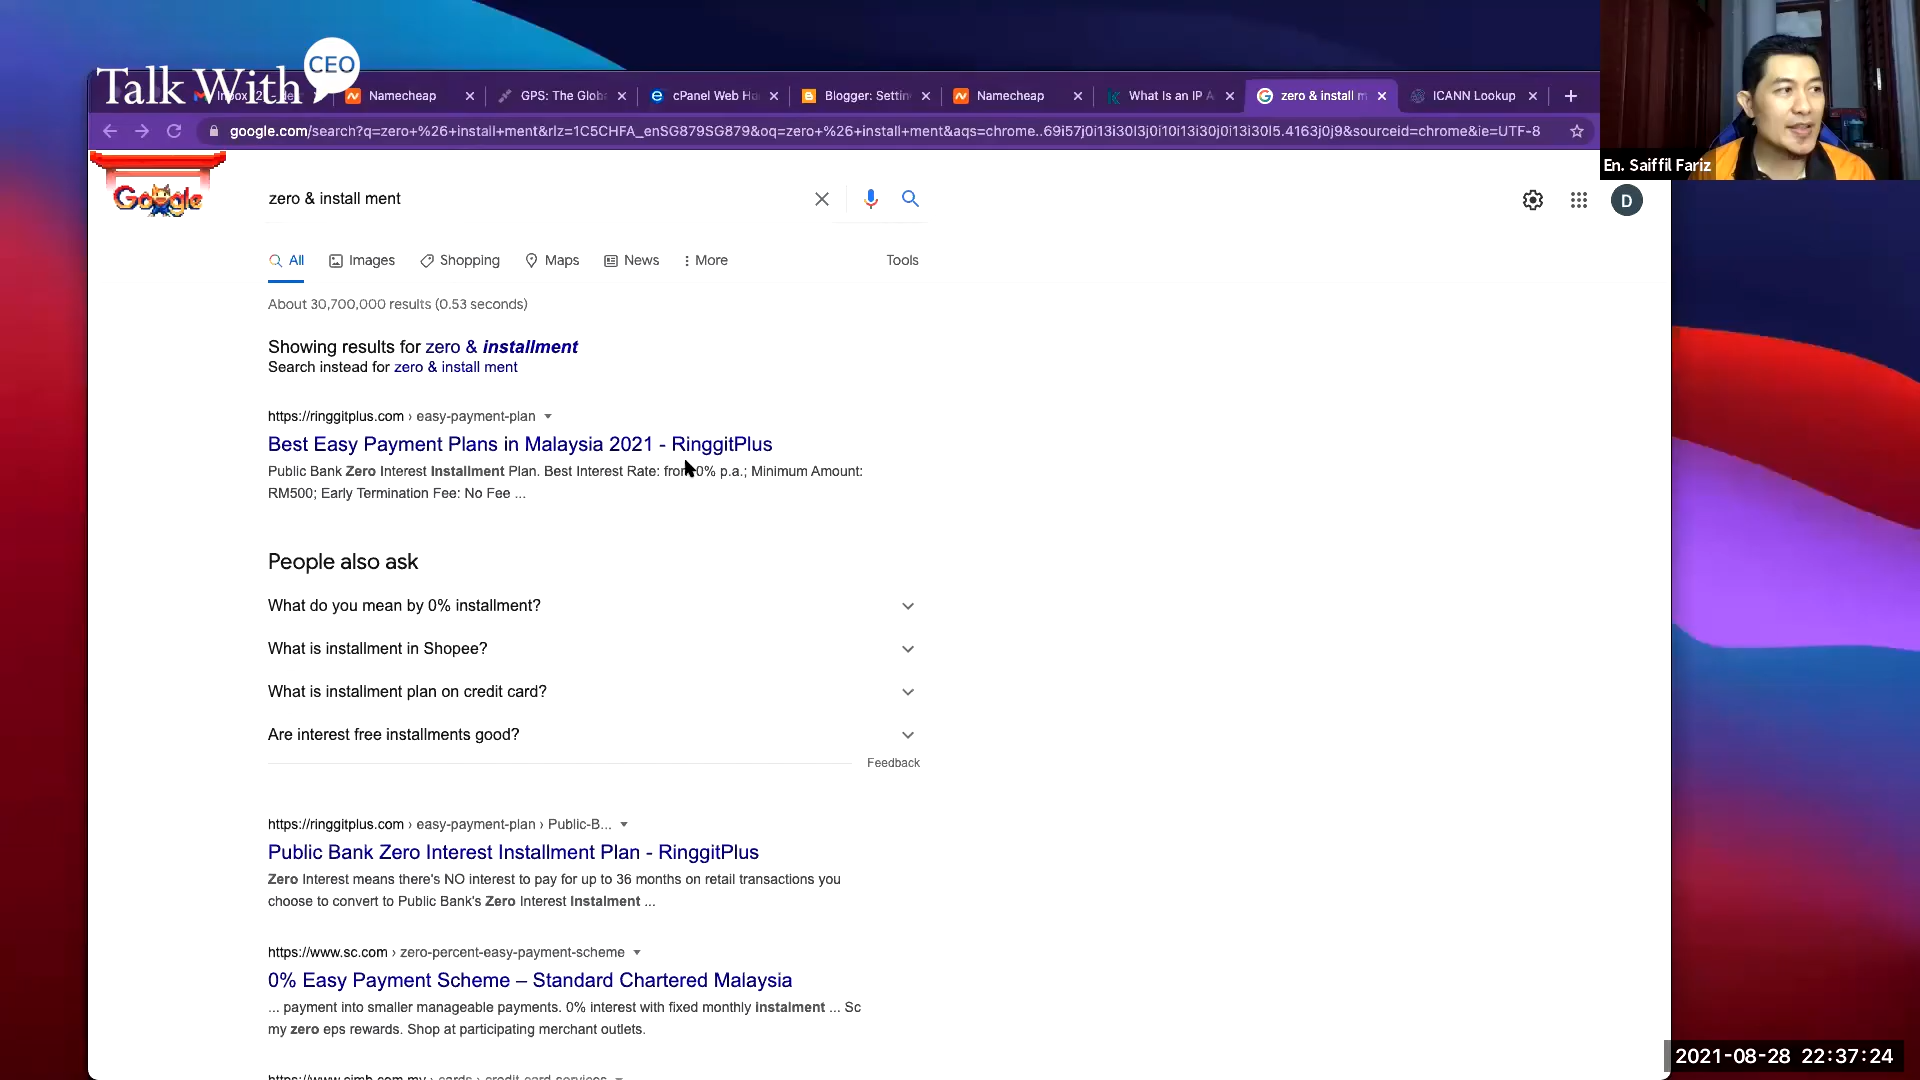 Talk With CEO
Namecheap
GPS: The Glob
cPanel Web Ho
Blogger: Settin
Namecheap
What Is an IP A
zero & install m
ICANN Lookup
google.com/search?q=zero+%26+install+ment&rlz=1C5CHFA_enSG879SG879&oq=zero+%26+install+ment&aqs=chrome..69i57j0i13i30l3j0i10i13i30j0i13i30l5.4163j0j9&sourceid=chrome&ie=UTF-8
En. Saiffil Fariz
Google
zero & install ment
D
All
Images
Shopping
Maps
News
More
Tools
About 30,700,000 results (0.53 seconds)
Showing results for zero & installment
Search instead for zero & install ment
https://ringgitplus.com › easy-payment-plan
Best Easy Payment Plans in Malaysia 2021 - RinggitPlus
Public Bank Zero Interest Installment Plan. Best Interest Rate: from 0% p.a.; Minimum Amount:
RM500; Early Termination Fee: No Fee ...
People also ask
What do you mean by 0% installment?
What is installment in Shopee?
What is installment plan on credit card?
Are interest free installments good?
Feedback
https://ringgitplus.com › easy-payment-plan › Public-B...
Public Bank Zero Interest Installment Plan - RinggitPlus
Zero Interest means there's NO interest to pay for up to 36 months on retail transactions you
choose to convert to Public Bank's Zero Interest Instalment ...
https://www.sc.com › zero-percent-easy-payment-scheme
0% Easy Payment Scheme – Standard Chartered Malaysia
... payment into smaller manageable payments. 0% interest with fixed monthly instalment ... Sc
my zero eps rewards. Shop at participating merchant outlets.
https://www.cimb.com.my › cards › credit-card-services
2021-08-28 22:37:24